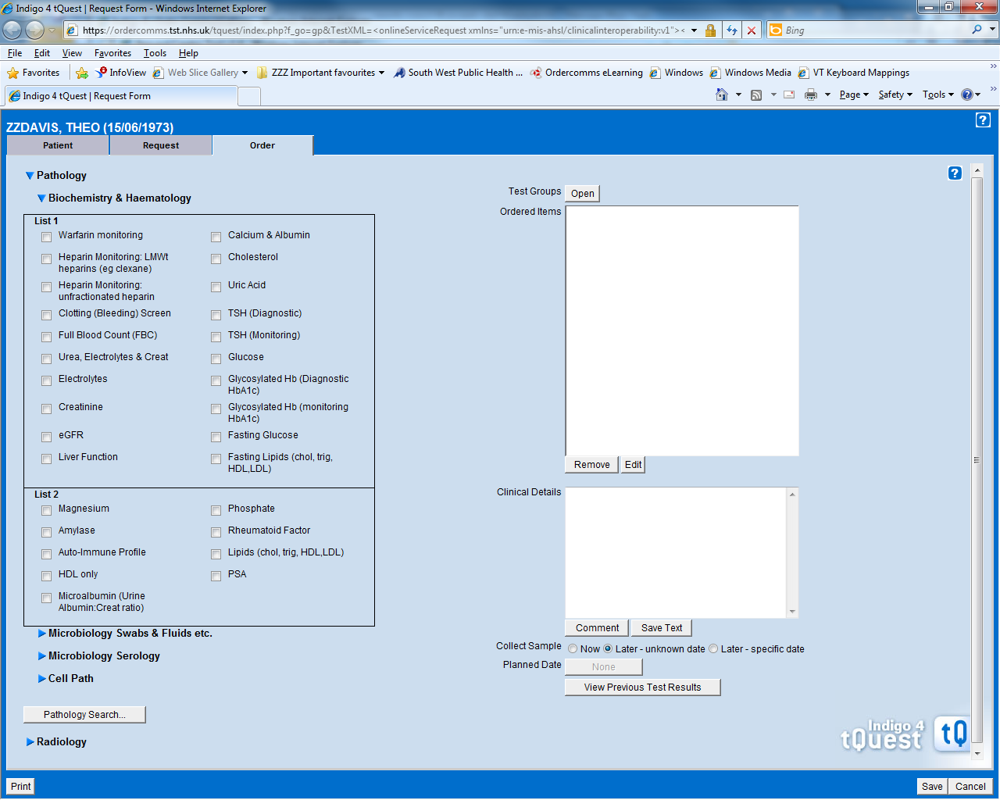 Indigo 4 tQuest | Request Form - Windows Internet Explorer
https://ordercomms.tst.nhs.uk/tquest/index.php?f_go=gp&TestXML=<onlineServiceRequest xmlns="urn:e-mis-ahsl/clinicalinteroperability:v1"><
Bing
File Edit View Favorites Tools Help
Favorites InfoView Web Slice Gallery ZZZ Important favourites South West Public Health ... Ordercomms eLearning Windows Windows Media VT Keyboard Mappings
Indigo 4 tQuest | Request Form
Page Safety Tools
ZZDAVIS, THEO (15/06/1973)
Patient Request Order
Pathology
Biochemistry & Haematology
List 1
Warfarin monitoring
Calcium & Albumin
Heparin Monitoring: LMWt
heparins (eg clexane)
Cholesterol
Heparin Monitoring:
unfractionated heparin
Uric Acid
Clotting (Bleeding) Screen
TSH (Diagnostic)
Full Blood Count (FBC)
TSH (Monitoring)
Urea, Electrolytes & Creat
Glucose
Electrolytes
Glycosylated Hb (Diagnostic
HbA1c)
Creatinine
Glycosylated Hb (monitoring
HbA1c)
eGFR
Fasting Glucose
Liver Function
Fasting Lipids (chol, trig,
HDL,LDL)
List 2
Magnesium
Phosphate
Amylase
Rheumatoid Factor
Auto-Immune Profile
Lipids (chol, trig, HDL,LDL)
HDL only
PSA
Microalbumin (Urine
Albumin:Creat ratio)
Microbiology Swabs & Fluids etc.
Microbiology Serology
Cell Path
Pathology Search...
Radiology
Test Groups Open
Ordered Items
Remove Edit
Clinical Details
Comment Save Text
Collect Sample Now Later - unknown date Later - specific date
Planned Date None
View Previous Test Results
Indigo 4
tQuest tQ
Print Save Cancel